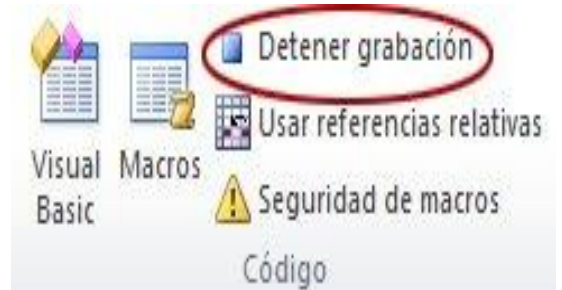 Detener grabación
Usar referencias relativas
Visual Basic
Macros
Seguridad de macros
Código